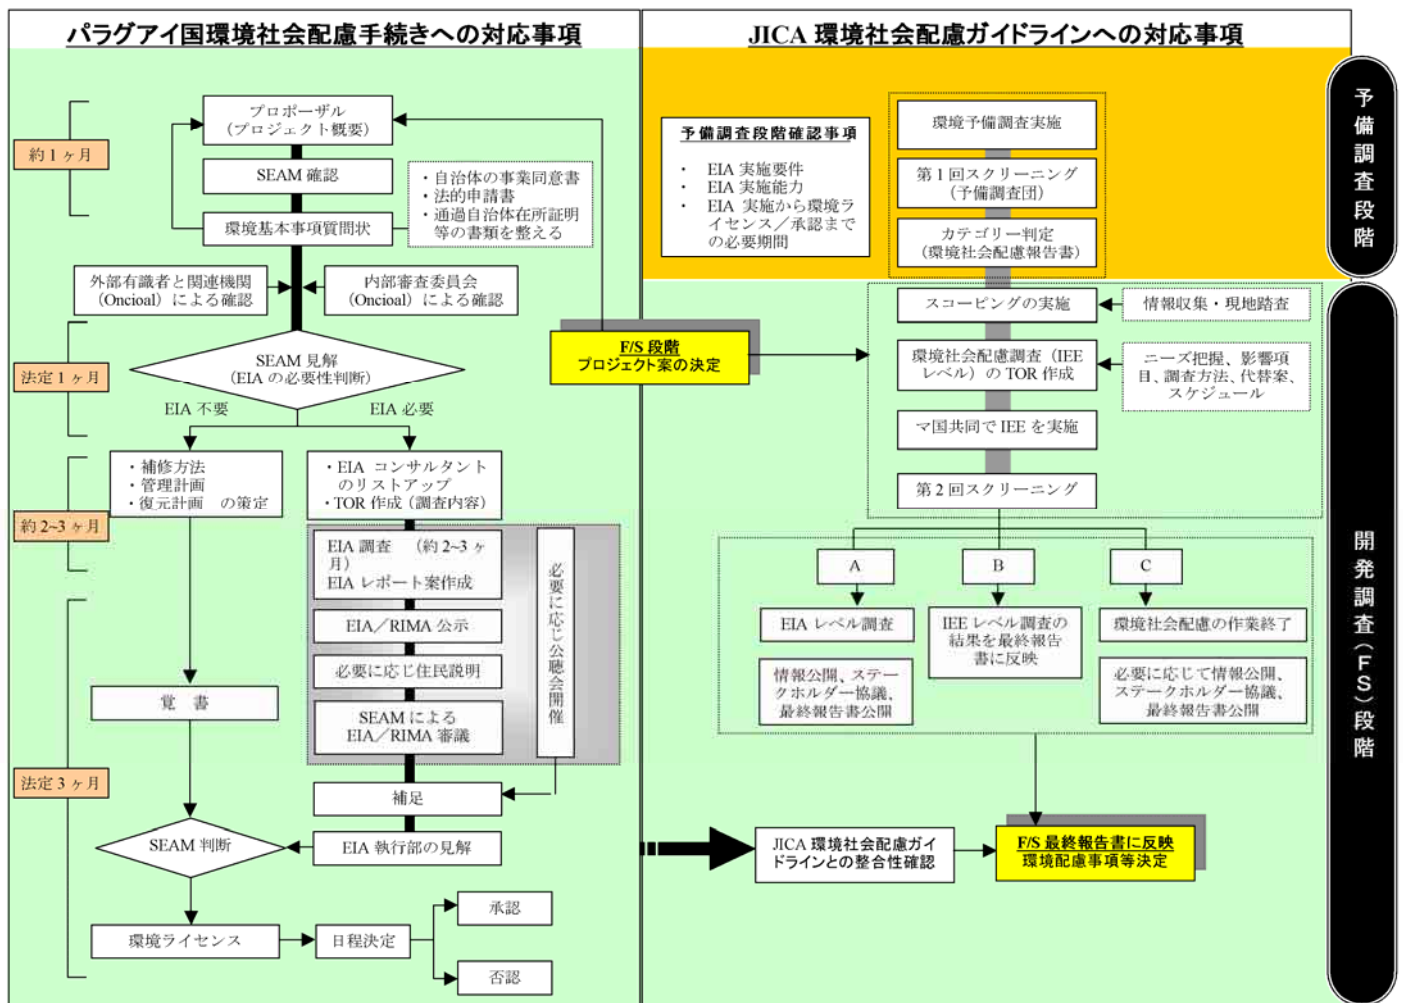 パラグアイ国環境社会配慮手続きへの対応事項
約 1 ヶ月
プロポーザル
(プロジェクト概要)
SEAM 確認
環境基本事項質問状
・自治体の事業同意書
・法的申請書
・通過自治体在所証明
等の書類を整える
外部有識者と関連機関
(Oncioal) による確認
内部審査委員会
(Oncioal) による確認
法定 1 ヶ月
SEAM 見解
(EIA の必要性判断)
EIA 不要
EIA 必要
約 2~3 ヶ月
・補修方法
・管理計画
・復元計画 の策定
・EIA コンサルタント
のリストアップ
・TOR 作成 (調査内容)
EIA 調査 (約 2~3 ヶ
月)
EIA レポート案作成
EIA/RIMA 公示
必要に応じ住民説明
SEAM による
EIA/RIMA 審議
必要に応じ公聴会開催
法定 3 ヶ月
覚 書
補足
SEAM 判断
EIA 執行部の見解
環境ライセンス
日程決定
承認
否認
JICA 環境社会配慮ガイドラインへの対応事項
予備調査段階確認事項
・ EIA 実施要件
・ EIA 実施能力
・ EIA 実施から環境ラ
イセンス/承認まで
の必要期間
環境予備調査実施
第 1 回スクリーニング
(予備調査団)
カテゴリー判定
(環境社会配慮報告書)
予備調査段階
F/S 段階
プロジェクト案の決定
スコーピングの実施
情報収集・現地踏査
環境社会配慮調査 (IEE
レベル) の TOR 作成
ニーズ把握、影響項
目、調査方法、代替案、
スケジュール
マ国共同で IEE を実施
第 2 回スクリーニング
A
B
C
EIA レベル調査
IEE レベル調査の
結果を最終報告
書に反映
環境社会配慮の作業終了
情報公開、ステー
クホルダー協議、
最終報告書公開
必要に応じて情報公開、
ステークホルダー協議、
最終報告書公開
JICA 環境社会配慮ガイ
ドラインとの整合性確認
F/S 最終報告書に反映
環境配慮事項等決定
開発調査(FS)段階